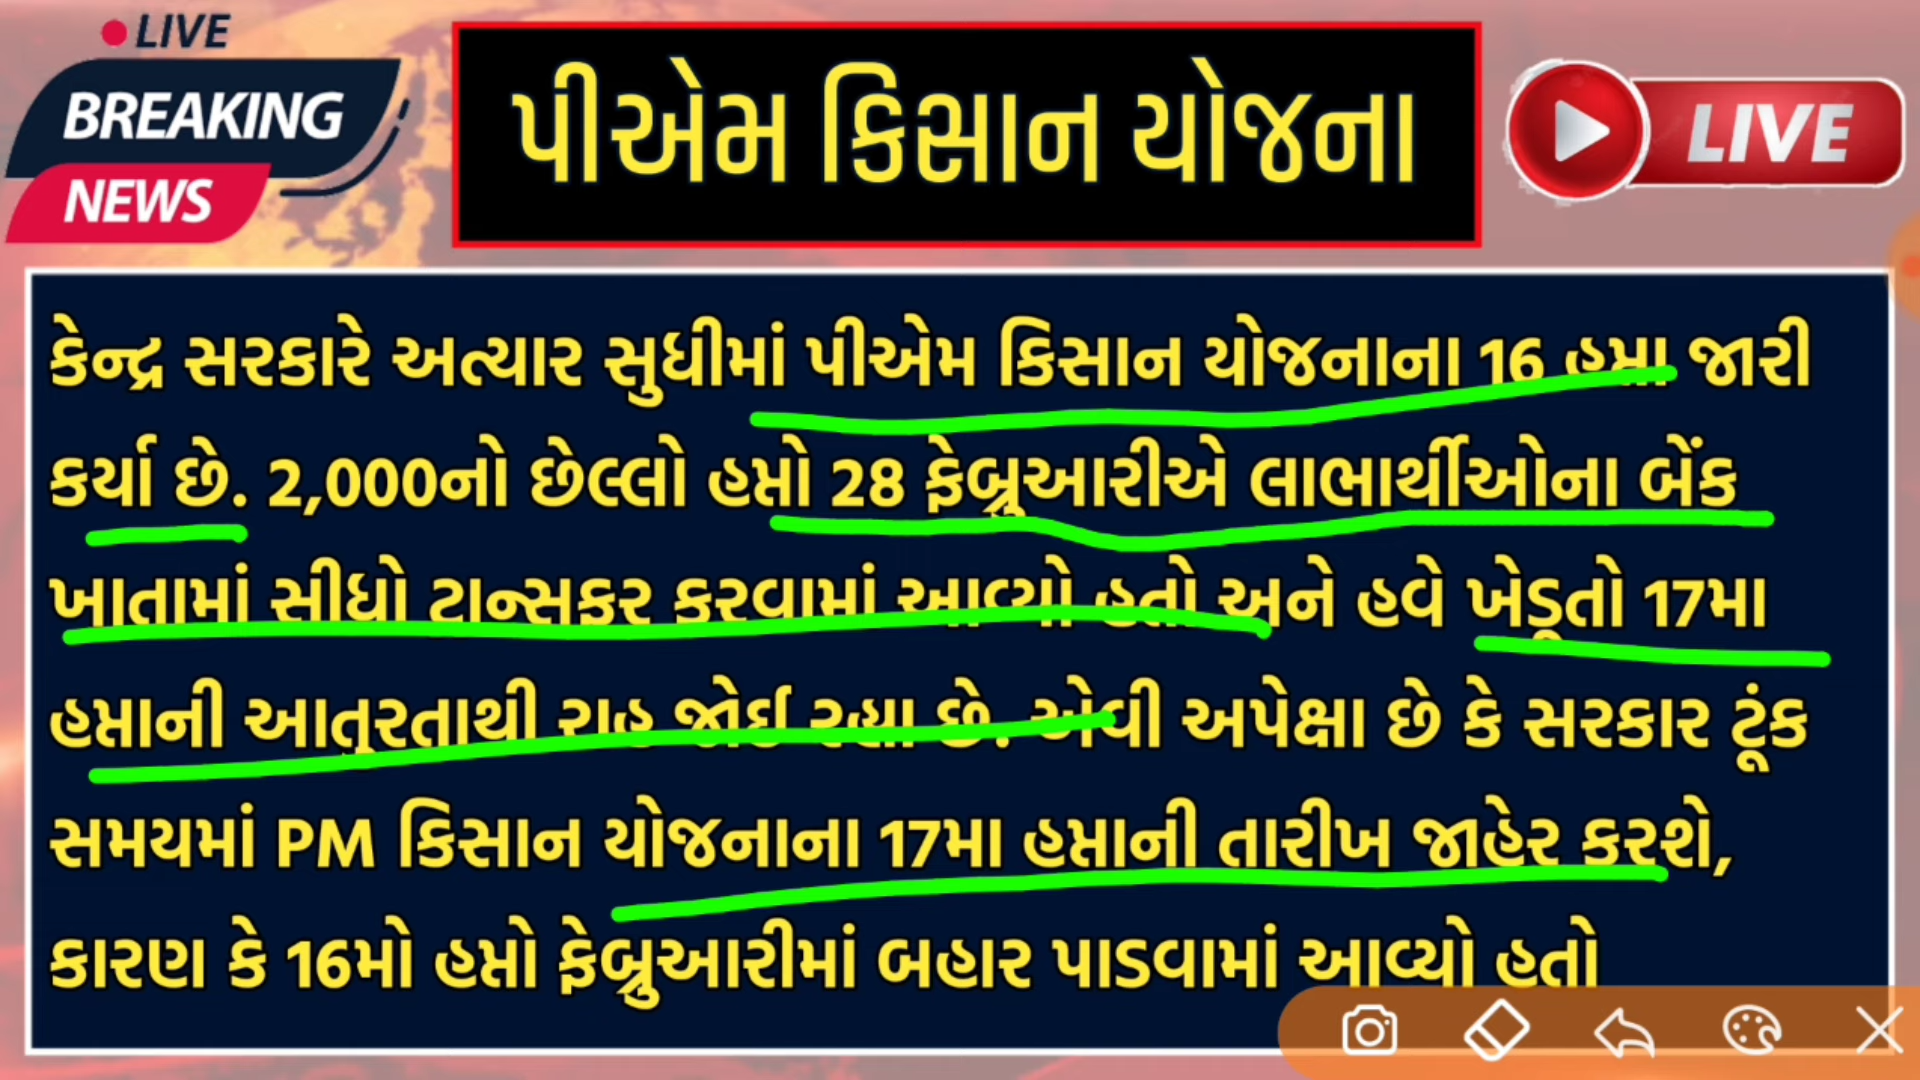 LIVE
BREAKING
NEWS
પીએમ કિસાન યોજના
LIVE
કેન્દ્ર સરકારે અત્યાર સુધીમાં પીએમ કિસાન યોજનાના 16 હપ્તા જારી
કર્યા છે. 2,000નો છેલ્લો હપ્તો 28 ફેબ્રુઆરીએ લાભાર્થીઓના બેંક
ખાતામાં સીધો ટ્રાન્સફર કરવામાં આવ્યો હતો અને હવે ખેડૂતો 17મા
હપ્તાની આતુરતાથી રાહ જોઈ રહ્યા છે. એવી અપેક્ષા છે કે સરકાર ટૂંક
સમયમાં PM કિસાન યોજનાના 17મા હપ્તાની તારીખ જાહેર કરશે,
કારણ કે 16મો હપ્તો ફેબ્રુઆરીમાં બહાર પાડવામાં આવ્યો હતો